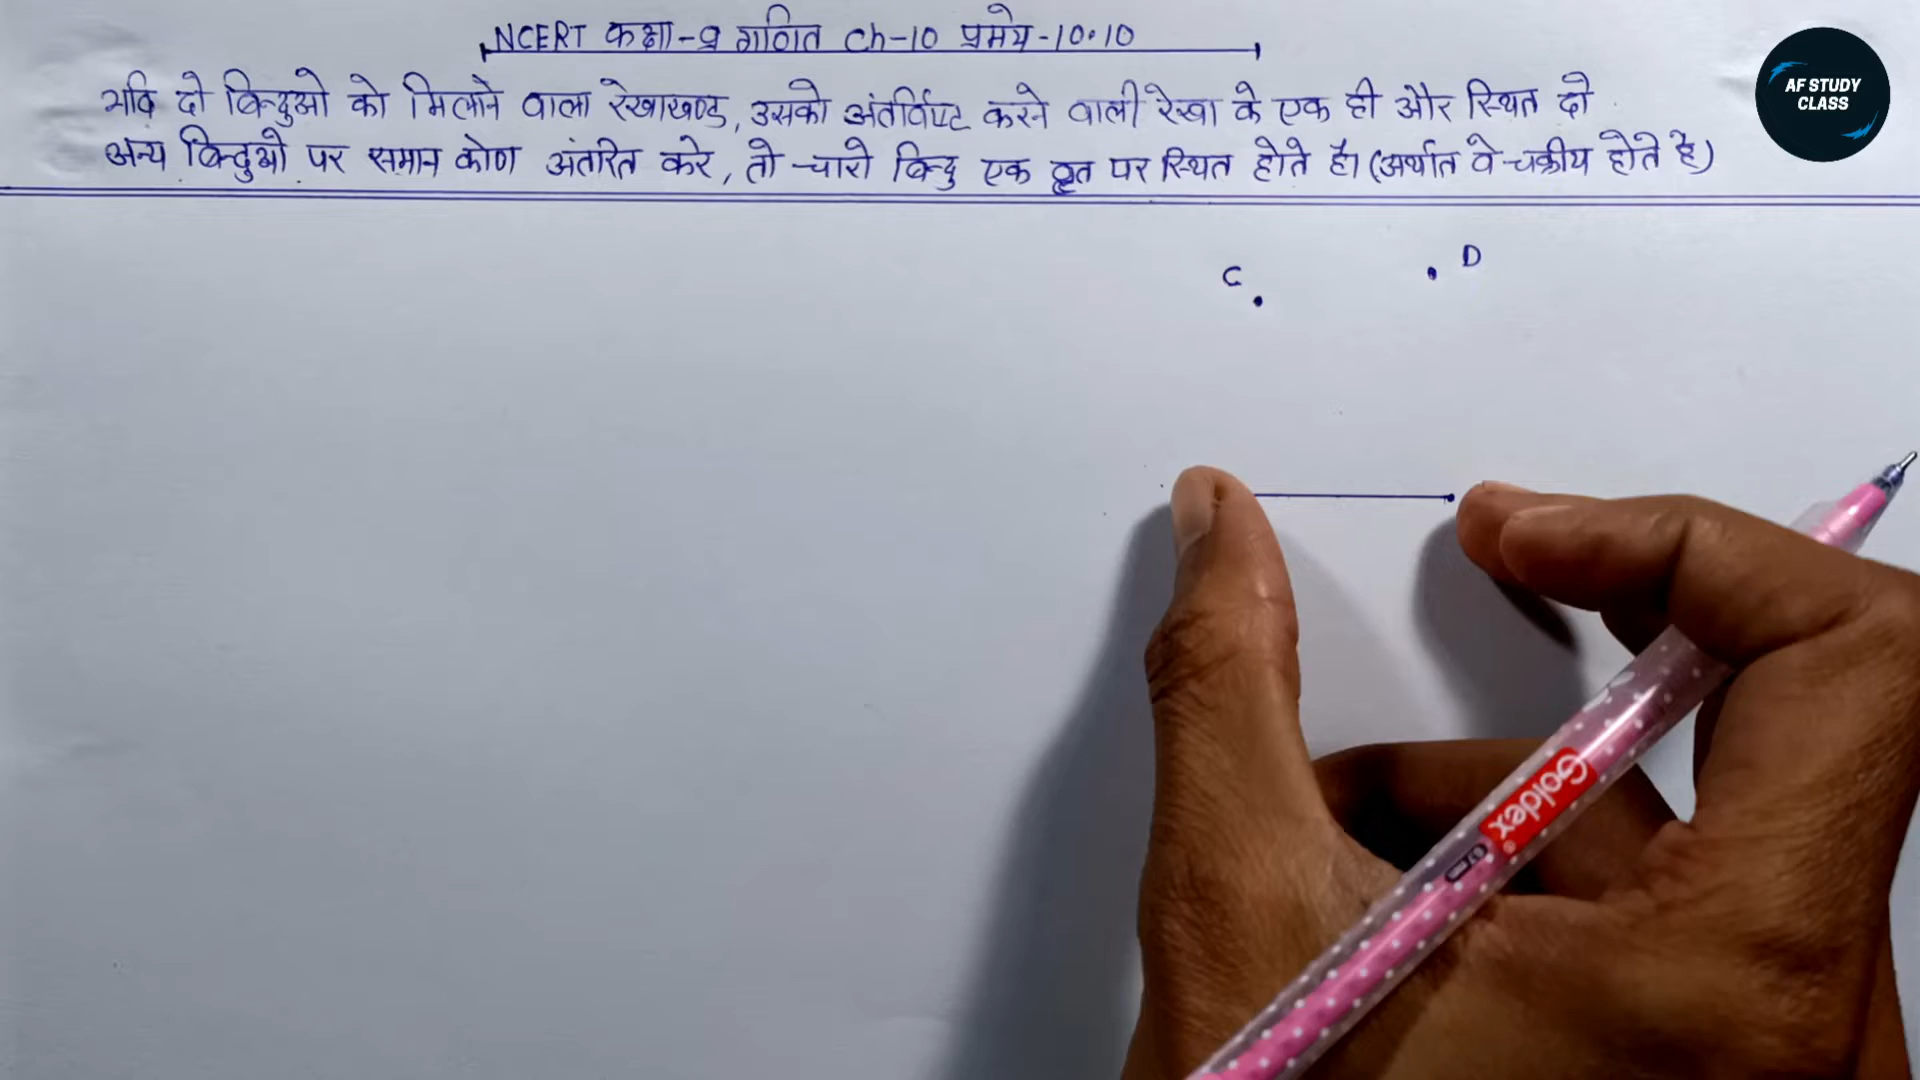 NCERT कक्षा-9 गणित Ch-10 प्रमेय-10.10
यदि दो बिन्दुओ को मिलाने वाला रेखाखण्ड, उसको अंतर्विष्ट करने वाली रेखा के एक ही और स्थित दो
अन्य बिन्दुओ पर समान कोण अंतरित करे, तो चारो बिन्दु एक वृत पर स्थित होते है। (अर्थात वे चक्रीय होते है)
AF STUDY
CLASS
C
D
Goldex